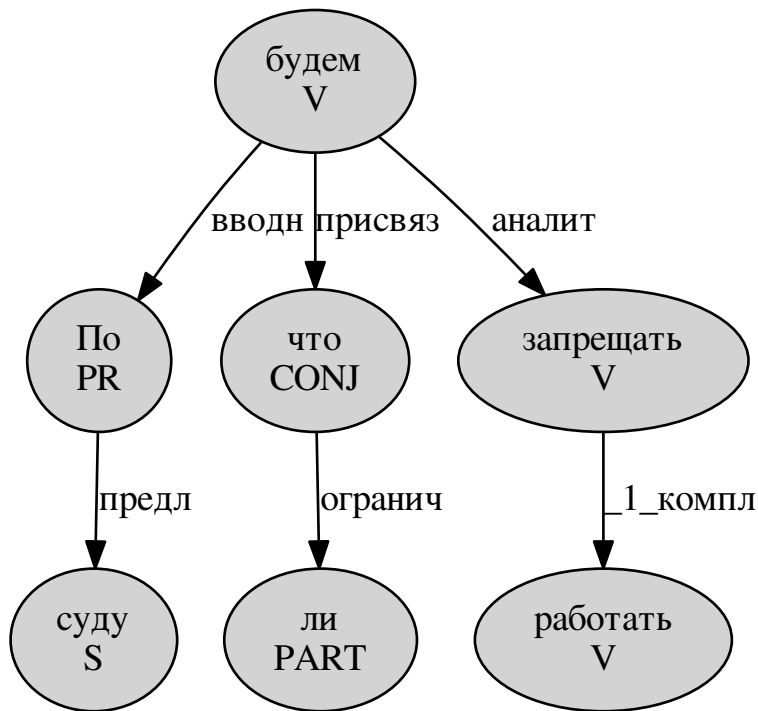 будем
V
вводн присвяз аналит
По
PR
что
CONJ
запрещать
V
предл огранич _1_компл
суду
S
ли
PART
работать
V